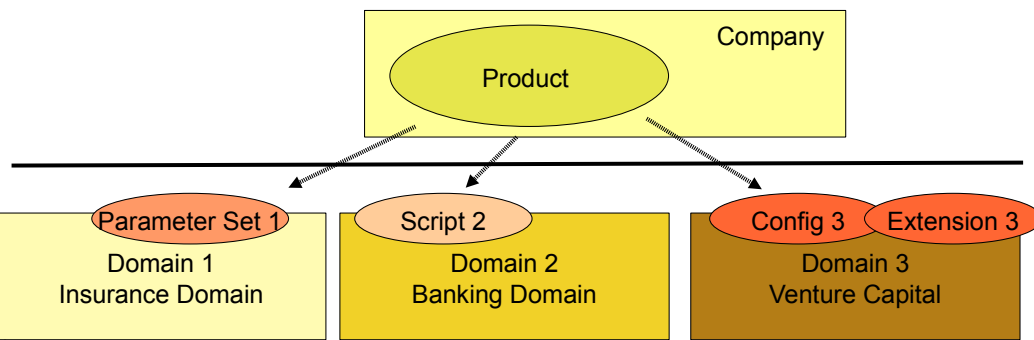 Company
Product
Parameter Set 1
Script 2
Config 3
Extension 3
Domain 1
Insurance Domain
Domain 2
Banking Domain
Domain 3
Venture Capital